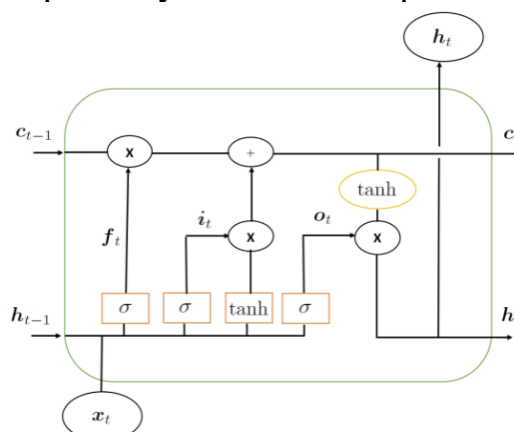 h_t
c_{t-1} x + c
tanh
f_t i_t x o_t x
σ σ tanh σ
h_{t-1} h
x_t